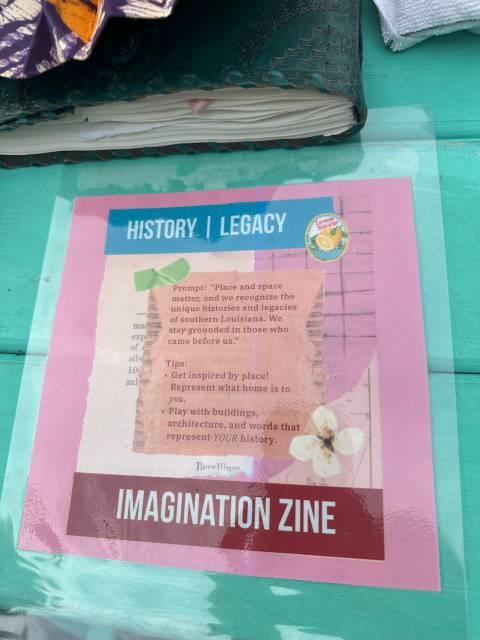 HISTORY | LEGACY
Prompt: "Place and space
matter, and we recognize the
unique histories and legacies
of southern Louisiana. We
stay grounded in those who
came before us."
Tips:
• Get inspired by place!
Represent what home is to
you.
• Play with buildings,
architecture, and words that
represent YOUR history.
IMAGINATION ZINE